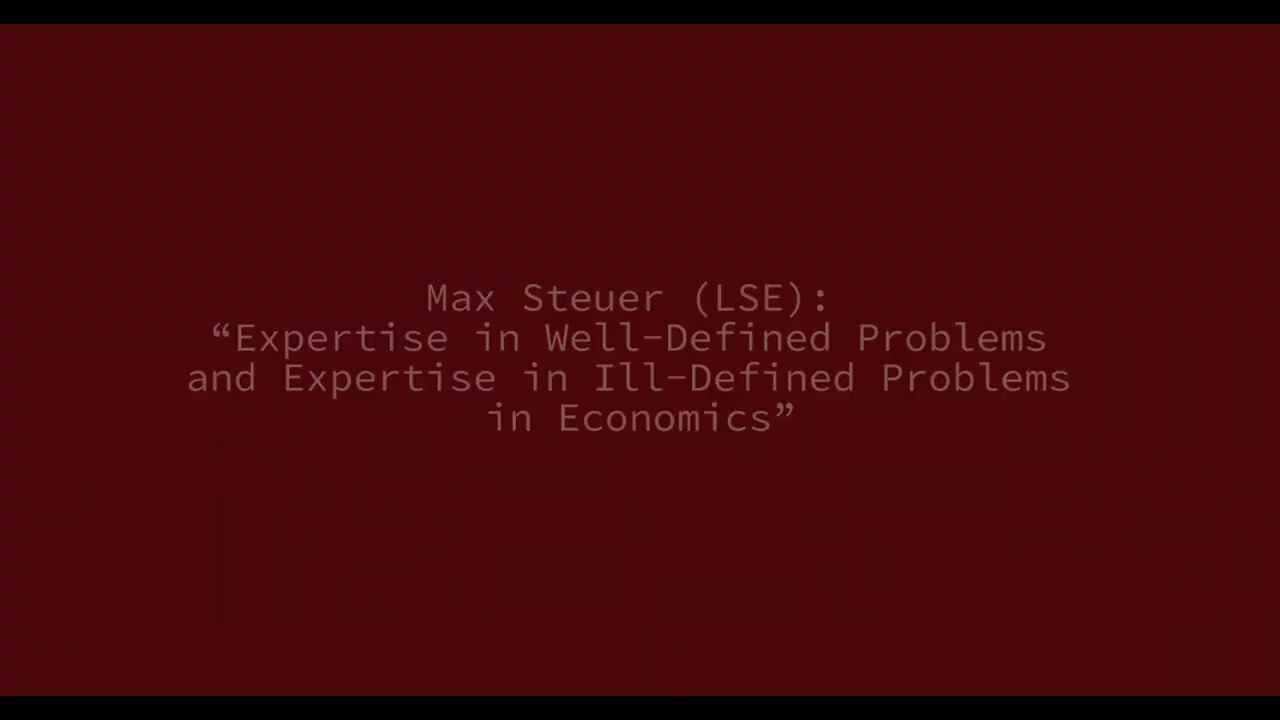 Max Steuer (LSE):
“Expertise in Well-Defined Problems
and Expertise in Ill-Defined Problems
in Economics”